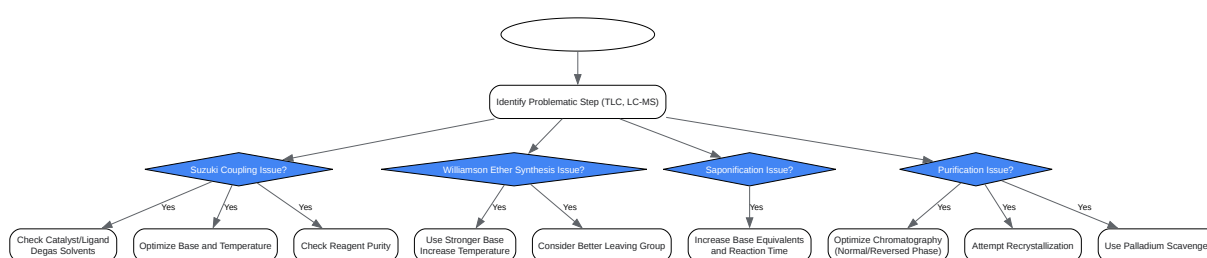 Identify Problematic Step (TLC, LC-MS)
Suzuki Coupling Issue?
Williamson Ether Synthesis Issue?
Saponification Issue?
Purification Issue?
Yes
Yes
Yes
Yes
Yes
Yes
Yes
Yes
Yes
Check Catalyst/Ligand
Degas Solvents
Optimize Base and Temperature
Check Reagent Purity
Use Stronger Base
Increase Temperature
Consider Better Leaving Group
Increase Base Equivalents
and Reaction Time
Optimize Chromatography
(Normal/Reversed Phase)
Attempt Recrystallization
Use Palladium Scavenge